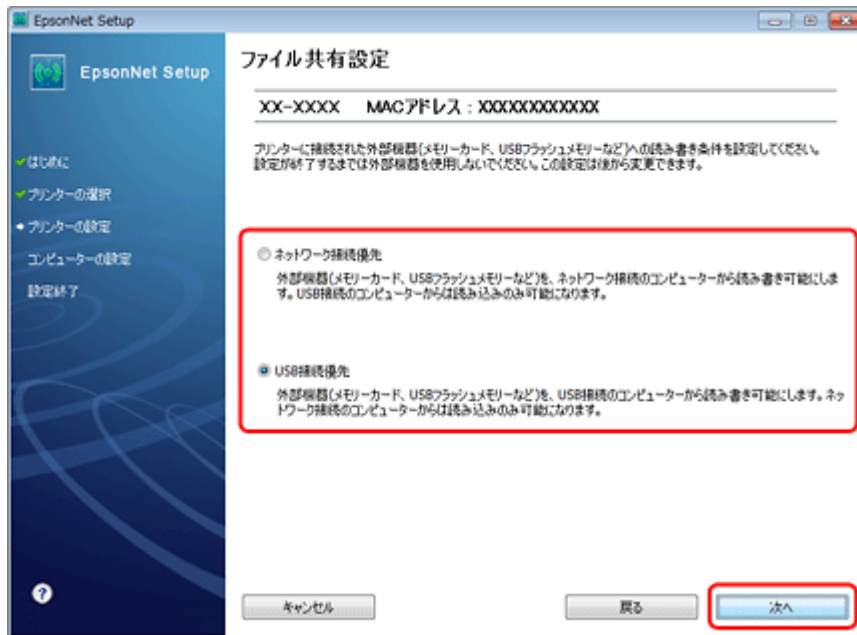 EpsonNet Setup
EpsonNet Setup
はじめに
プリンターの選択
プリンターの設定
コンピューターの設定
設定終了
ファイル共有設定
XX-XXXX MACアドレス：XXXXXXXXXXXX
プリンターに接続された外部機器(メモリーカード、USBフラッシュメモリーなど)への読み書き条件を設定してください。
設定が終了するまでは外部機器を使用しないでください。この設定は後から変更できます。
ネットワーク接続優先
外部機器(メモリーカード、USBフラッシュメモリーなど)を、ネットワーク接続のコンピューターから読み書き可能にしま
す。USB接続のコンピューターからは読み込みのみ可能になります。
USB接続優先
外部機器(メモリーカード、USBフラッシュメモリーなど)を、USB接続のコンピューターから読み書き可能にします。ネッ
トワーク接続のコンピューターからは読み込みのみ可能になります。
?
キャンセル
戻る
次へ